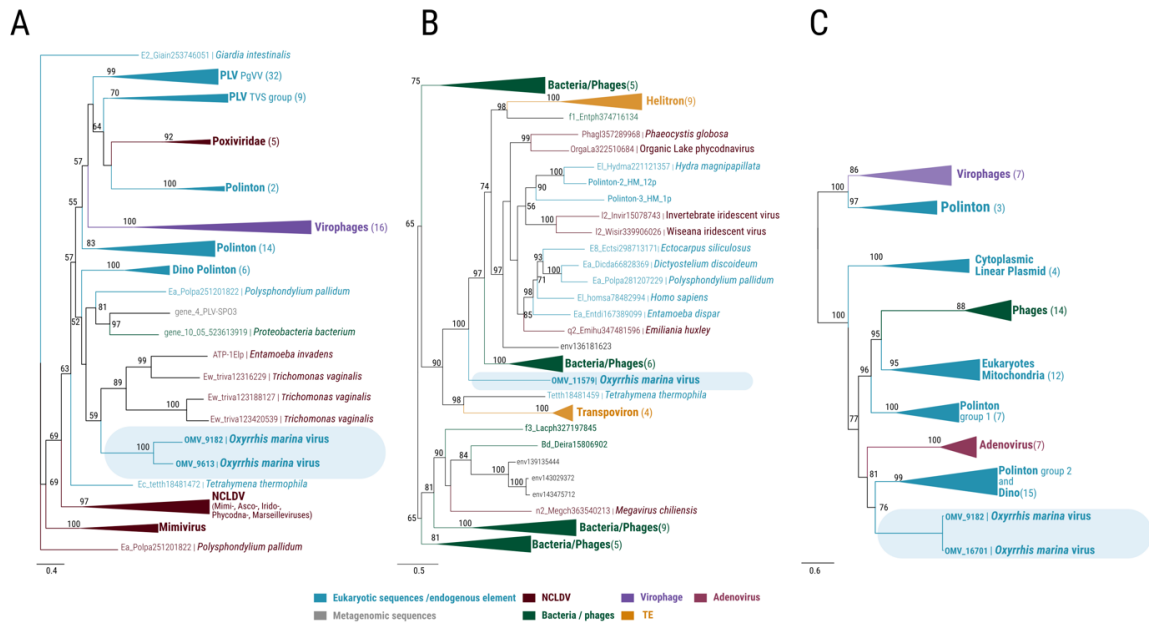 A
E2_Giain253746051 | Giardia intestinalis
99
PLV PgVV (32)
70
PLV TVS group (9)
64
92
Poxiviridae (5)
57
100
Polinton (2)
55
100
Virophages (16)
83
Polinton (14)
57
100
Dino Polinton (6)
Ea_Polpa251201822 | Polysphondylium pallidum
52
81
gene_4_PLV-SPO3
97
gene_10_05_523613919 | Proteobacteria bacterium
ATP-1Elp | Entamoeba invadens
99
Ew_triva12316229 | Trichomonas vaginalis
63
89
Ew_triva123188127 | Trichomonas vaginalis
100
Ew_triva123420539 | Trichomonas vaginalis
59
OMV_9182 | Oxyrrhis marina virus
69
100
OMV_9613 | Oxyrrhis marina virus
Ec_tetth18481472 | Tetrahymena thermophila
69
97
NCLDV
(Mimi-, Asco-, Irido-,
Phycodna-, Marseilleviruses)
100
Mimivirus
Ea_Polpa251201822 | Polysphondylium pallidum
0.4
B
75
Bacteria/Phages(5)
98
100
Helitron(9)
f1_Entph374716134
99
Phagl357289968 | Phaeocystis globosa
OrgaLa322510684 | Organic Lake phycodnavirus
74
El_Hydma221121357 | Hydra magnipapillata
90
Polinton-2_HM_12p
Polinton-3_HM_1p
56
100
I2_Invir15078743 | Invertebrate iridescent virus
I2_Wisir339906026 | Wiseana iridescent virus
65
E8_Ectsi298713171 | Ectocarpus siliculosus
93
Ea_Dicda66828369 | Dictyostelium discoideum
97
71
Ea_Polpa281207229 | Polysphondylium pallidum
98
El_homsa78482994 | Homo sapiens
85
Ea_Entdi167389099 | Entamoeba dispar
q2_Emihu347481596 | Emiliania huxley
100
env136181623
100
Bacteria/Phages(6)
90
OMV_11579| Oxyrrhis marina virus
98
Tetth18481459 | Tetrahymena thermophila
100
Transpoviron (4)
f3_Lacph327197845
90
84
Bd_Deira15806902
env139135444
100
env143029372
env143475712
81
n2_Megch363540213 | Megavirus chiliensis
65
100
Bacteria/Phages(9)
81
Bacteria/Phages(5)
0.5
C
86
Virophages (7)
100
97
Polinton (3)
100
Cytoplasmic
Linear Plasmid (4)
88
Phages (14)
95
95
Eukaryotes
Mitochondria (12)
96
100
Polinton
group 1 (7)
77
100
Adenovirus(7)
81
99
Polinton group 2
and
Dino(15)
76
OMV_9182 | Oxyrrhis marina virus
100
OMV_16701 | Oxyrrhis marina virus
0.6
Eukaryotic sequences /endogenous element
NCLDV
Virophage
Adenovirus
Metagenomic sequences
Bacteria / phages
TE